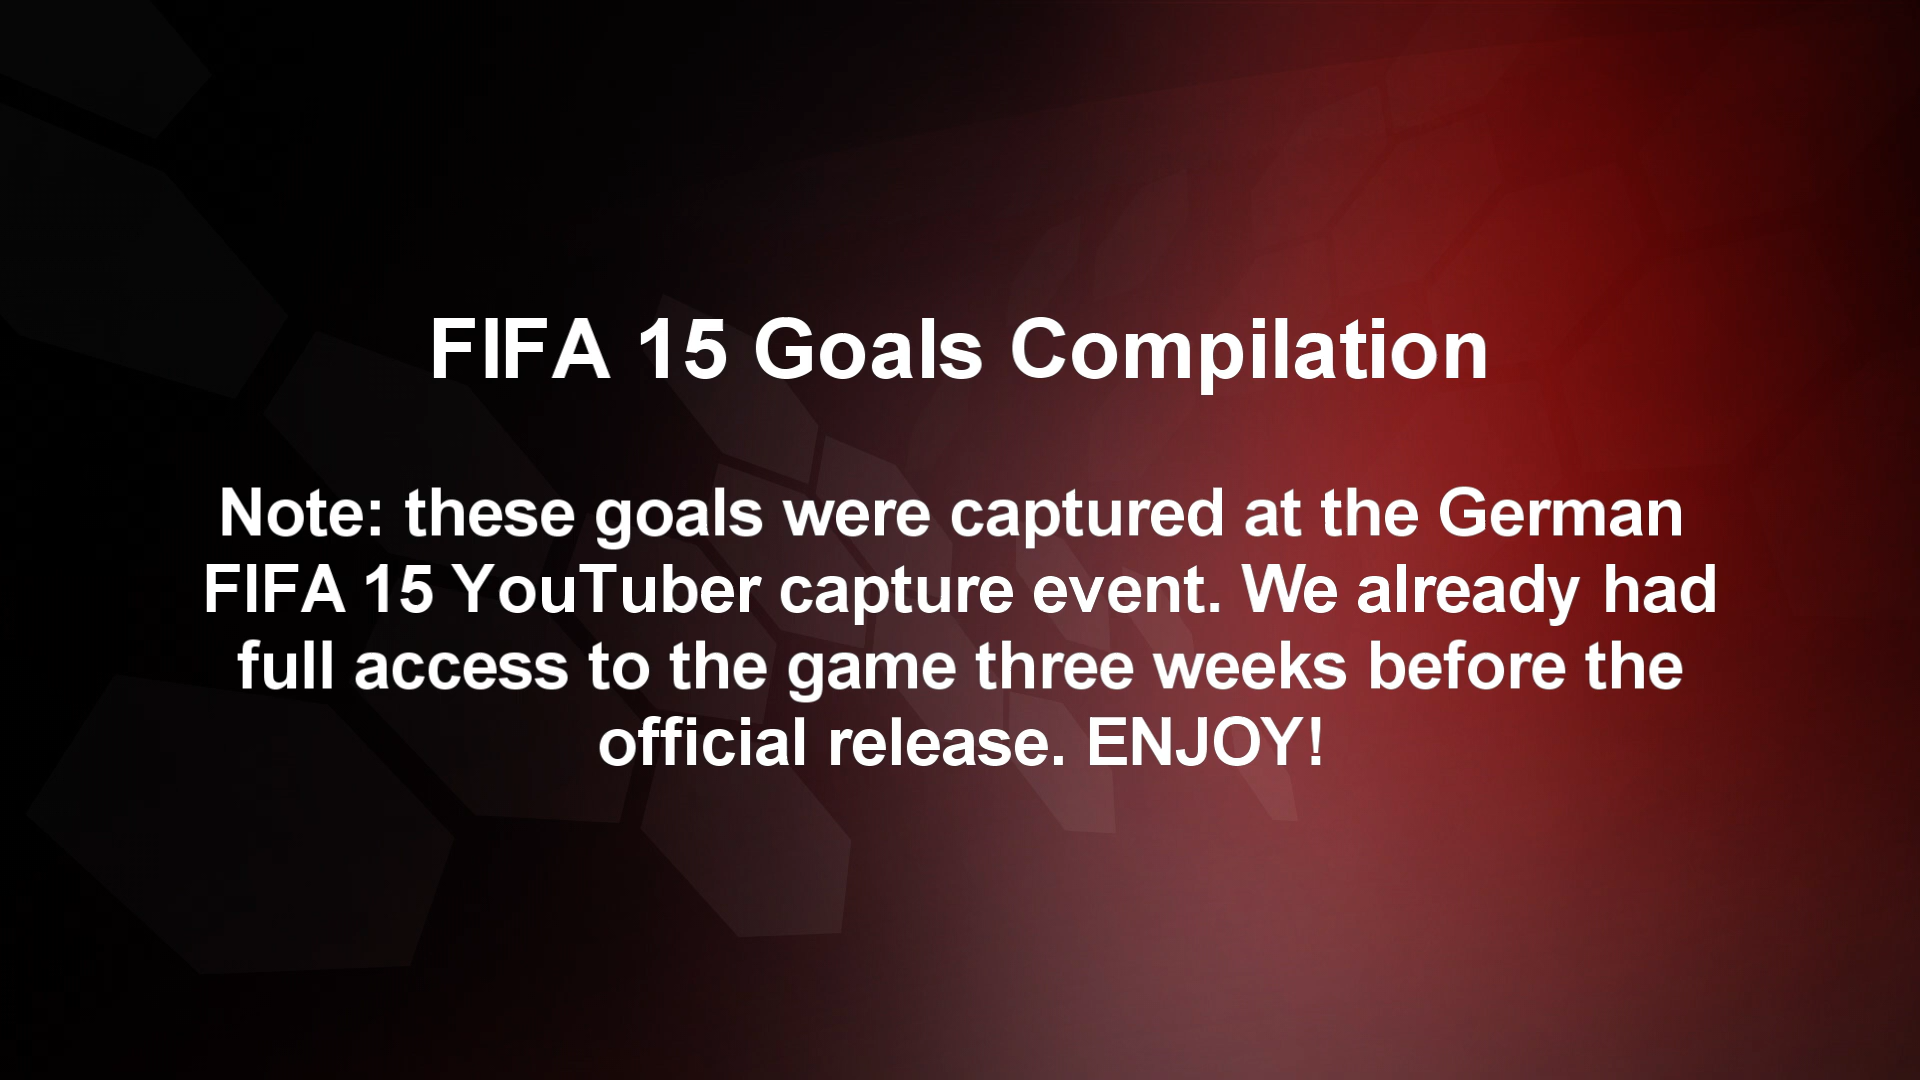 FIFA 15 Goals Compilation
Note: these goals were captured at the German
FIFA 15 YouTuber capture event. We already had
full access to the game three weeks before the
official release. ENJOY!